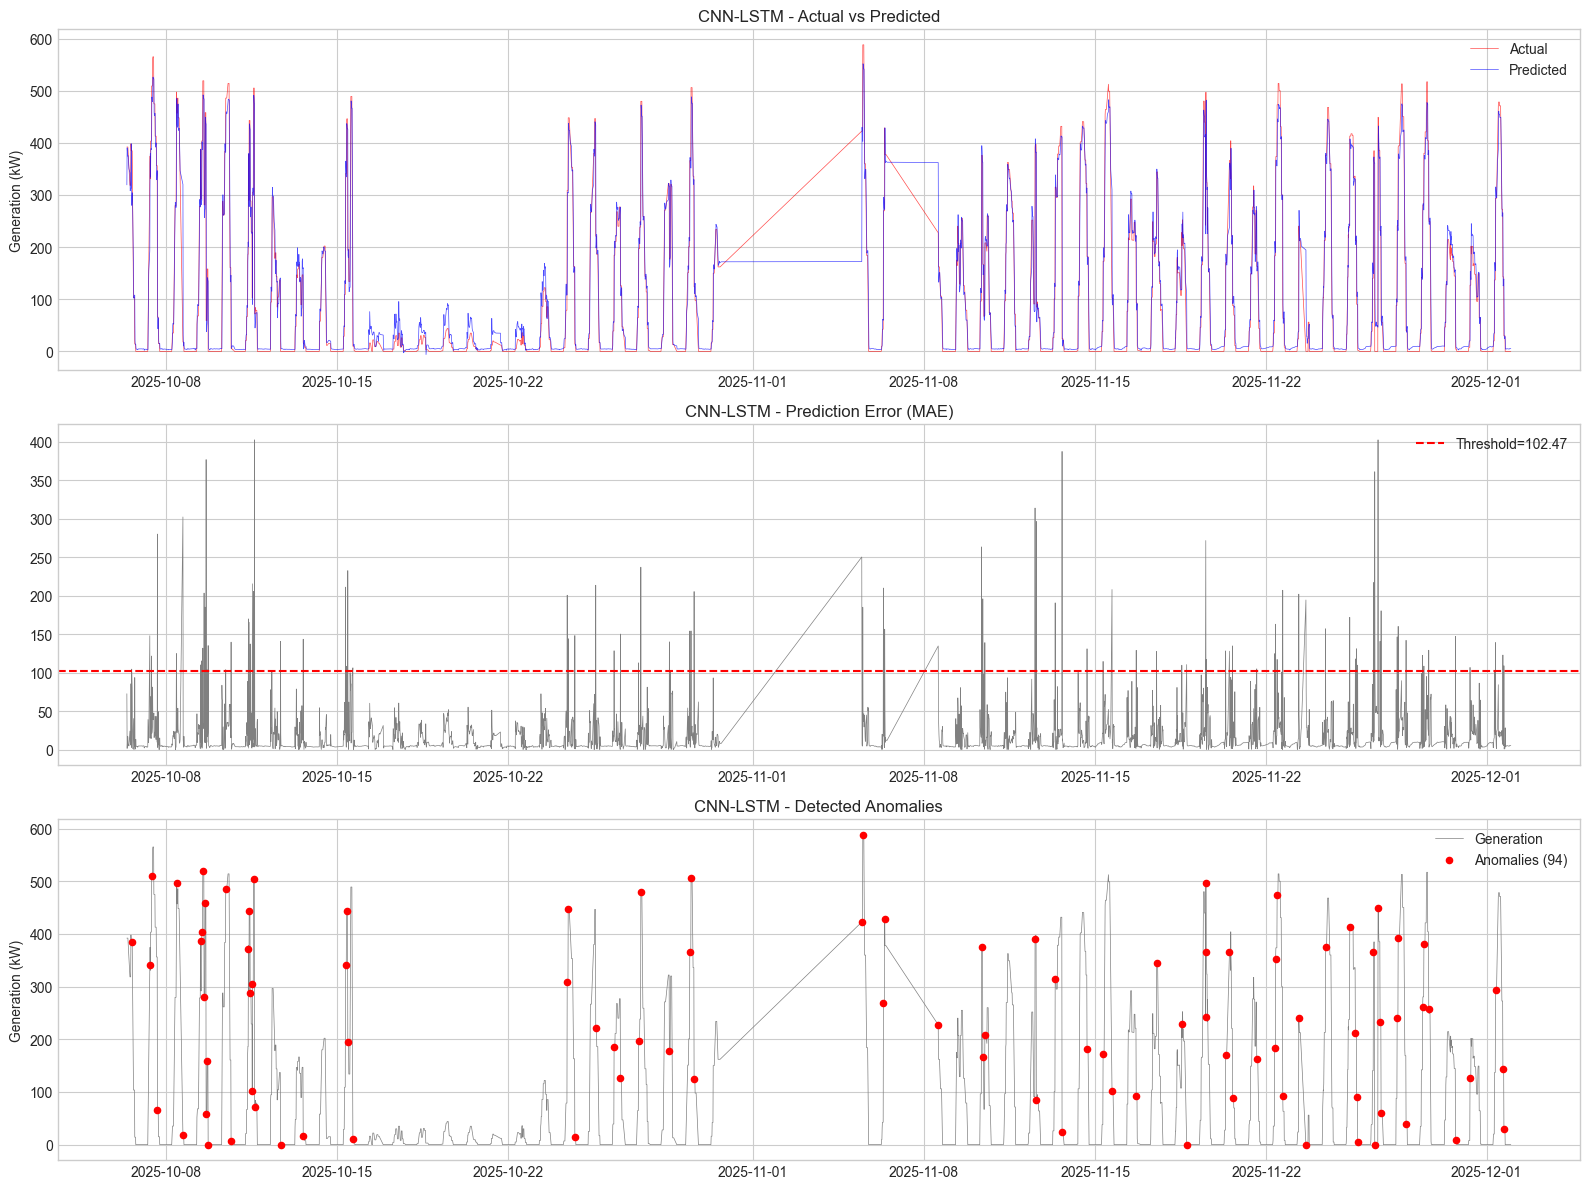 CNN-LSTM - Actual vs Predicted
Generation (kW)
600
500
400
300
200
100
0
Actual
Predicted
2025-10-08 2025-10-15 2025-10-22 2025-11-01 2025-11-08 2025-11-15 2025-11-22 2025-12-01
CNN-LSTM - Prediction Error (MAE)
400
350
300
250
200
150
100
50
0
Threshold=102.47
2025-10-08 2025-10-15 2025-10-22 2025-11-01 2025-11-08 2025-11-15 2025-11-22 2025-12-01
CNN-LSTM - Detected Anomalies
Generation (kW)
600
500
400
300
200
100
0
Generation
Anomalies (94)
2025-10-08 2025-10-15 2025-10-22 2025-11-01 2025-11-08 2025-11-15 2025-11-22 2025-12-01